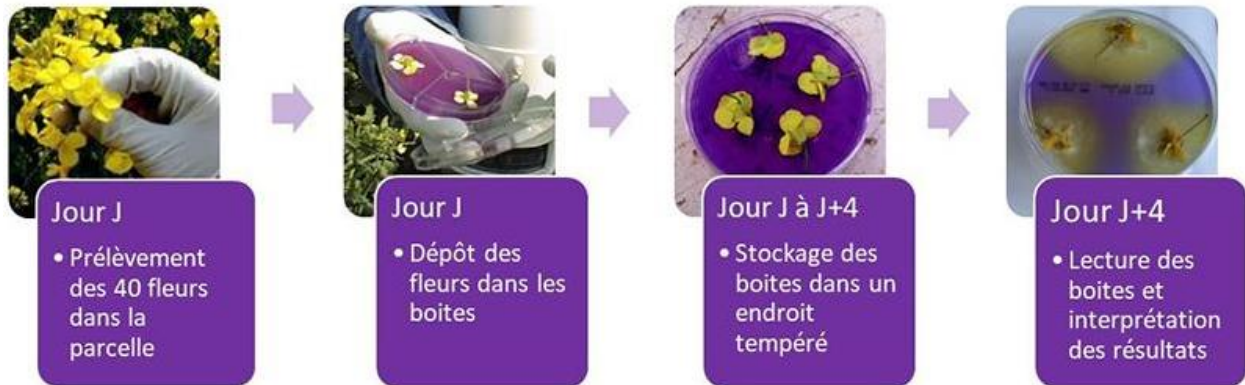 Jour J
• Prélèvement
des 40 fleurs
dans la
parcelle
Jour J
• Dépôt des
fleurs dans les
boites
Jour J à J+4
• Stockage des
boites dans un
endroit
tempéré
Jour J+4
• Lecture des
boites et
interprétation
des résultats